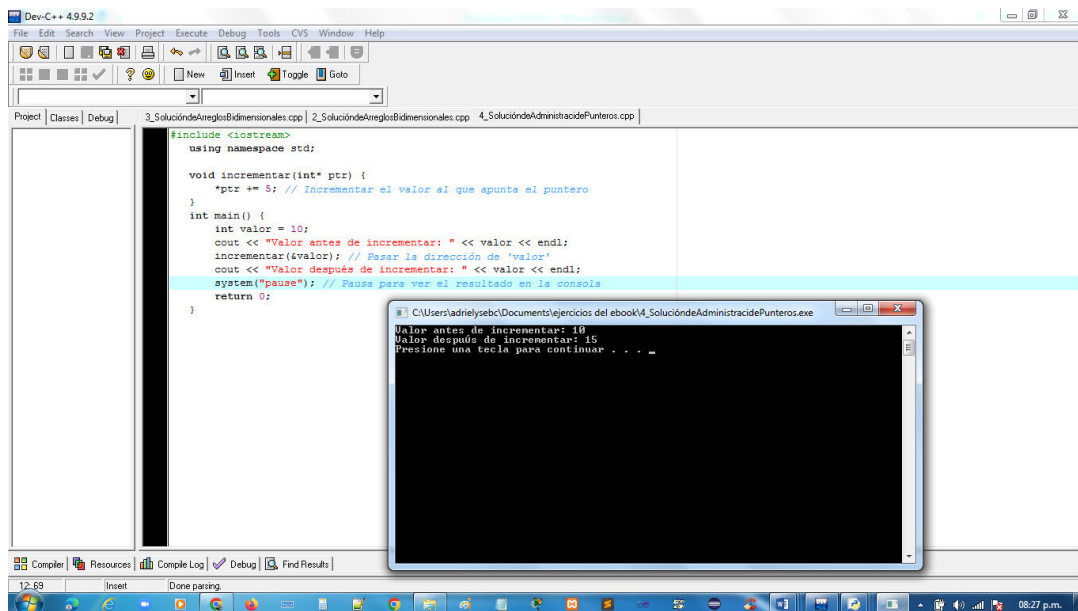 Dev-C++ 4.9.9.2
File Edit Search View Project Execute Debug Tools CVS Window Help
New Insert Toggle Goto
Project Classes Debug 3_SolucióndeArreglosBidimensionales.cpp 2_SolucióndeArreglosBidimensionales.cpp 4_SolucióndeAdministracidePunteros.cpp
#include <iostream>
using namespace std;
void incrementar(int* ptr) {
*ptr += 5; // Incrementar el valor al que apunta el puntero
}
int main() {
int valor = 10;
cout << "Valor antes de incrementar: " << valor << endl;
incrementar(&valor); // Pasar la dirección de 'valor'
cout << "Valor después de incrementar: " << valor << endl;
system("pause"); // Pausa para ver el resultado en la consola
return 0;
}
C:\Users\adrielysebc\Documents\ejercicios del ebook\4_SolucióndeAdministracidePunteros.exe
Valor antes de incrementar: 10
Valor despuÚs de incrementar: 15
Presione una tecla para continuar . . . _
Compiler Resources Compile Log Debug Find Results
12:69 Insert Done parsing.
08:27 p.m.